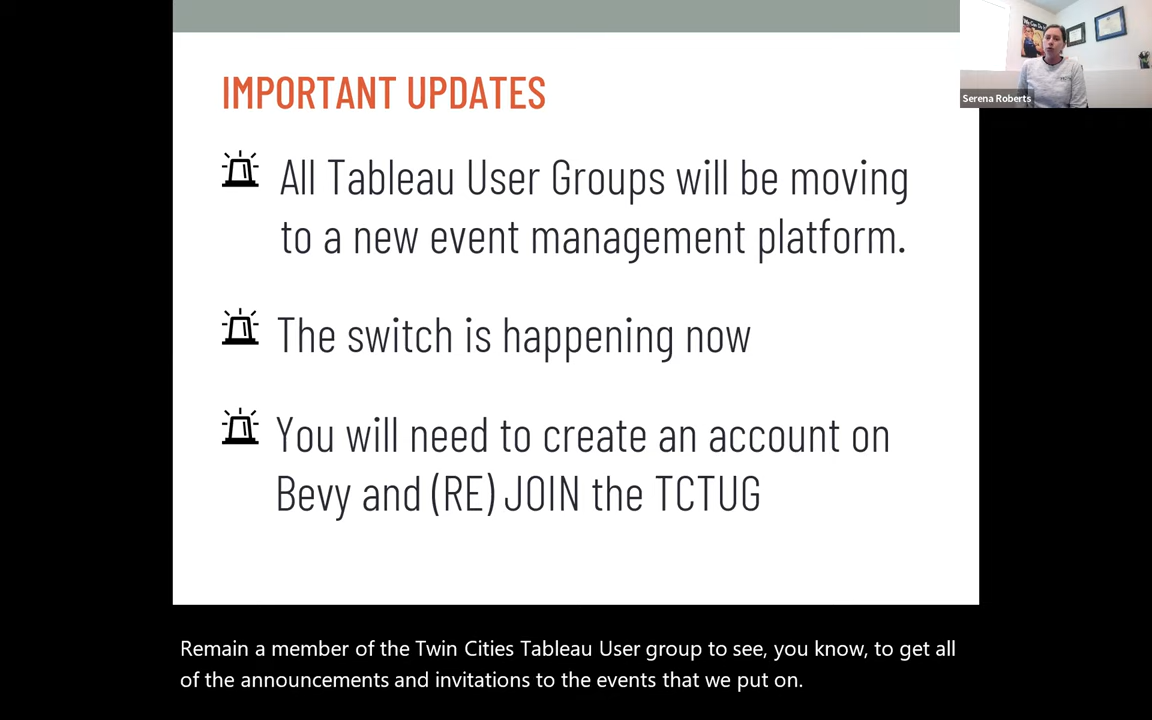 IMPORTANT UPDATES
All Tableau User Groups will be moving
to a new event management platform.
The switch is happening now
You will need to create an account on
Bevy and (RE) JOIN the TCTUG
Serena Roberts
Remain a member of the Twin Cities Tableau User group to see, you know, to get all
of the announcements and invitations to the events that we put on.